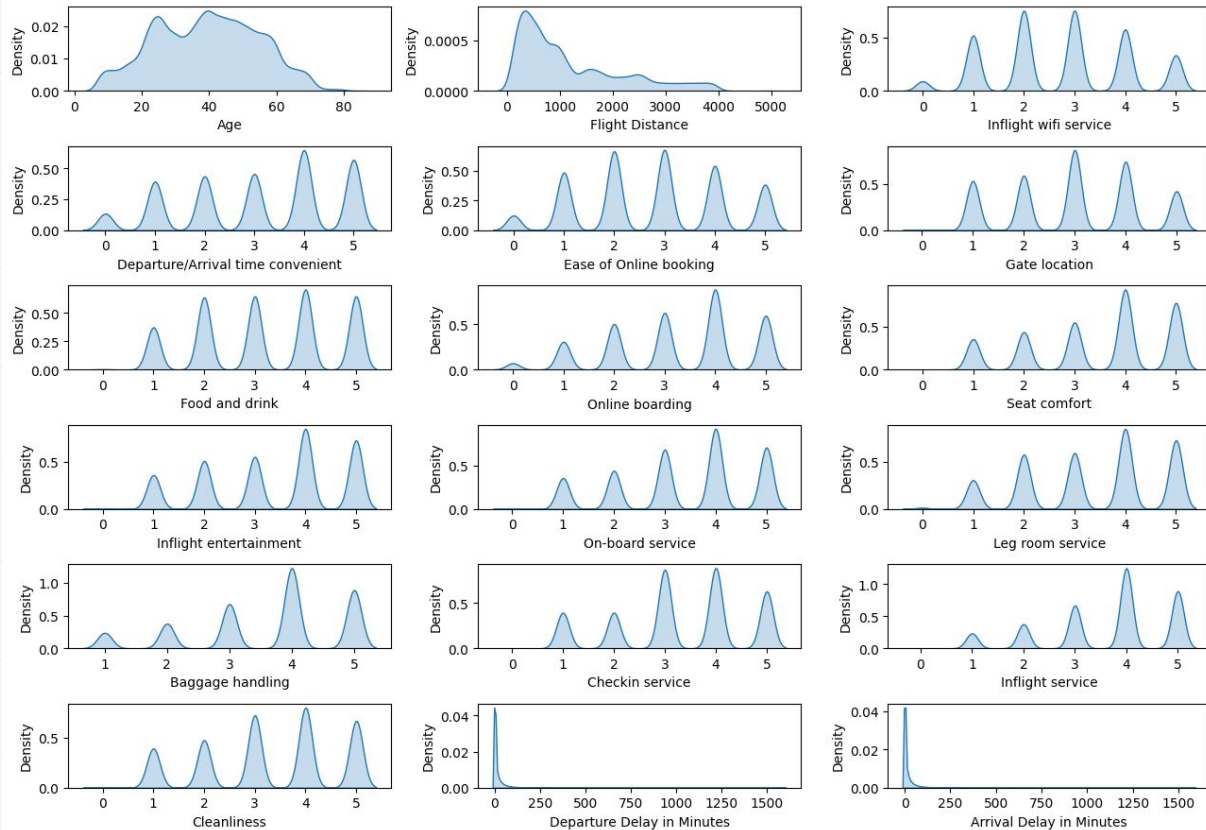 Density
0.02
0.01
0.00
0 20 40 60 80
Age
Density
0.0005
0.0000
0 1000 2000 3000 4000 5000
Flight Distance
Density
0.5
0.0
0 1 2 3 4 5
Inflight wifi service
Density
0.50
0.25
0.00
0 1 2 3 4 5
Departure/Arrival time convenient
Density
0.50
0.25
0.00
0 1 2 3 4 5
Ease of Online booking
Density
0.5
0.0
0 1 2 3 4 5
Gate location
Density
0.50
0.25
0.00
0 1 2 3 4 5
Food and drink
Density
0.5
0.0
0 1 2 3 4 5
Online boarding
Density
0.5
0.0
0 1 2 3 4 5
Seat comfort
Density
0.5
0.0
0 1 2 3 4 5
Inflight entertainment
Density
0.5
0.0
0 1 2 3 4 5
On-board service
Density
0.5
0.0
0 1 2 3 4 5
Leg room service
Density
1.0
0.5
0.0
1 2 3 4 5
Baggage handling
Density
0.5
0.0
0 1 2 3 4 5
Checkin service
Density
1.0
0.5
0.0
0 1 2 3 4 5
Inflight service
Density
0.5
0.0
0 1 2 3 4 5
Cleanliness
Density
0.04
0.02
0.00
0 250 500 750 1000 1250 1500
Departure Delay in Minutes
Density
0.04
0.02
0.00
0 250 500 750 1000 1250 1500
Arrival Delay in Minutes